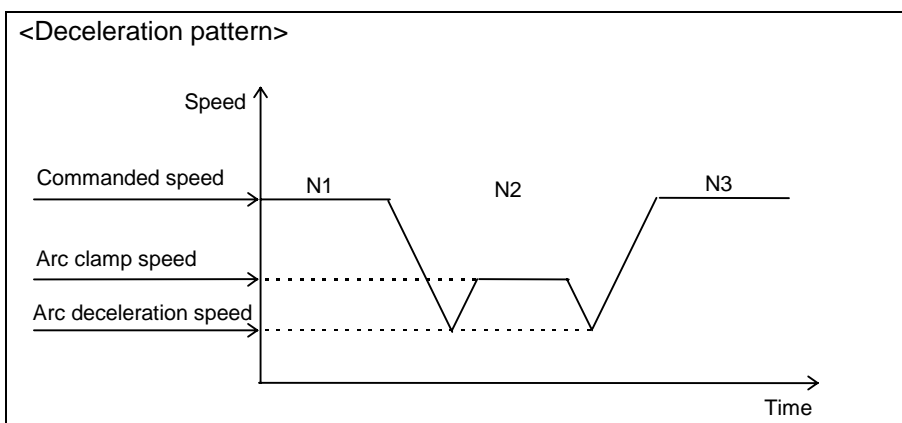 <Deceleration pattern>
Speed
Commanded speed
N1
N2
N3
Arc clamp speed
Arc deceleration speed
Time